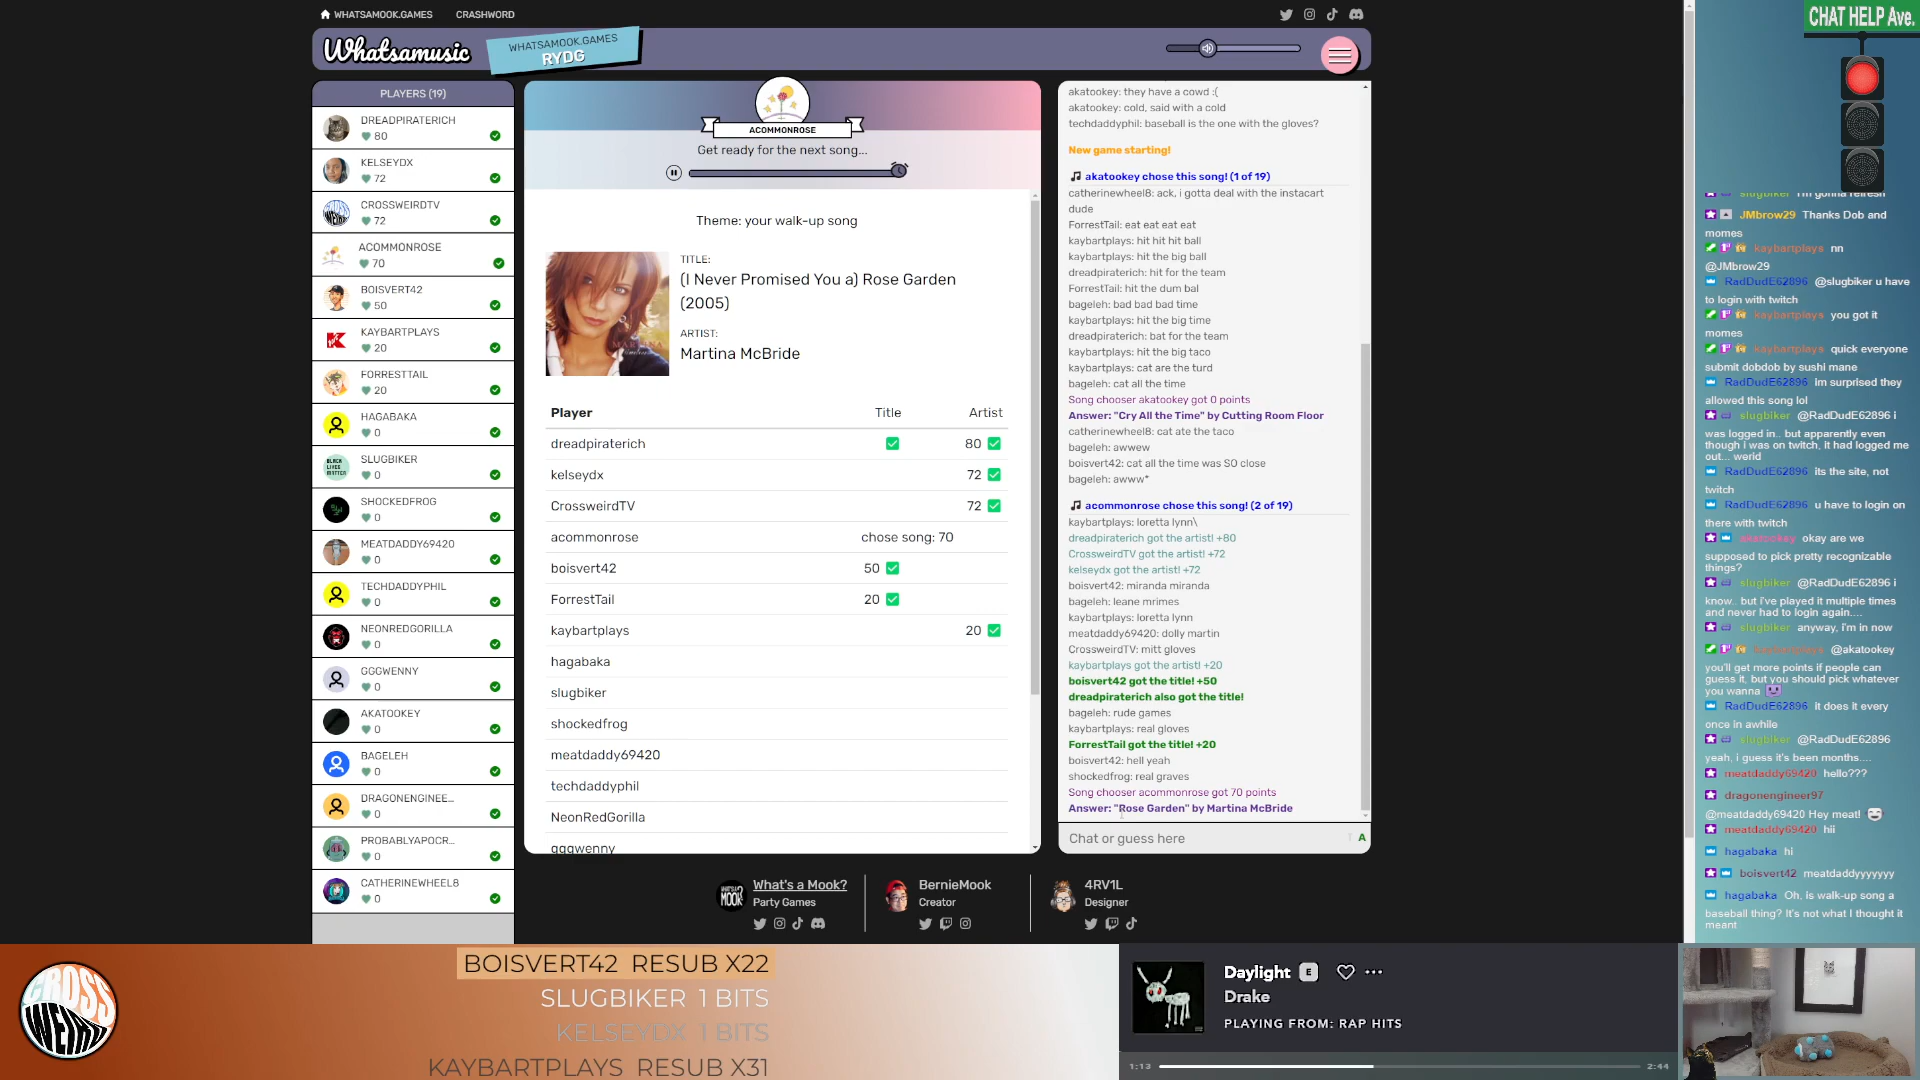 WHATSAMOOK.GAMES
CRASHWORD
Whatsamusic
WHATSAMOOK.GAMES
RYDG
PLAYERS (19)
DREADPIRATERICH
80
KELSEYDX
72
CROSSWEIRDTV
72
ACOMMONROSE
70
BOISVERT42
50
KAYBARTPLAYS
20
FORRESTTAIL
20
HAGABAKA
0
SLUGBIKER
0
SHOCKEDFROG
0
MEATDADDY69420
0
TECHDADDYPHIL
0
NEONREDGORILLA
0
GGGWENNY
0
AKATOOKEY
0
BAGELEH
0
DRAGONENGINEE...
0
PROBABLYAPOCR...
0
CATHERINEWHEEL8
0
ACOMMONROSE
Get ready for the next song...
Theme: your walk-up song
TITLE:
(I Never Promised You a) Rose Garden
(2005)
ARTIST:
Martina McBride
Player Title Artist
dreadpiraterich 80
kelseydx 72
CrossweirdTV 72
acommonrose chose song: 70
boisvert42 50
ForrestTail 20
kaybartplays 20
hagabaka
slugbiker
shockedfrog
meatdaddy69420
techdaddyphil
NeonRedGorilla
gggwenny
akatookey: they have a cowd :(
akatookey: cold, said with a cold
techdaddyphil: baseball is the one with the gloves?
New game starting!
akatookey chose this song! (1 of 19)
catherinewheel8: ack, i gotta deal with the instacart
dude
ForrestTail: eat eat eat eat
kaybartplays: hit hit hit ball
kaybartplays: hit the big ball
dreadpiraterich: hit for the team
ForrestTail: hit the dum bal
bageleh: bad bad bad time
kaybartplays: hit the big time
dreadpiraterich: bat for the team
kaybartplays: hit the big taco
kaybartplays: cat are the turd
bageleh: cat all the time
Song chooser akatookey got 0 points
Answer: "Cry All the Time" by Cutting Room Floor
catherinewheel8: cat ate the taco
bageleh: awwew
boisvert42: cat all the time was SO close
bageleh: awww*
acommonrose chose this song! (2 of 19)
kaybartplays: loretta lynn\
dreadpiraterich got the artist! +80
CrossweirdTV got the artist! +72
kelseydx got the artist! +72
boisvert42: miranda miranda
bageleh: leane mrimes
kaybartplays: loretta lynn
meatdaddy69420: dolly martin
CrossweirdTV: mitt gloves
kaybartplays got the artist! +20
boisvert42 got the title! +50
dreadpiraterich also got the title!
bageleh: rude games
kaybartplays: real gloves
ForrestTail got the title! +20
boisvert42: hell yeah
shockedfrog: real graves
Song chooser acommonrose got 70 points
Answer: "Rose Garden" by Martina McBride
Chat or guess here
A
What's a Mook?
Party Games
BernieMook
Creator
4RV1L
Designer
CHAT HELP Ave.
slugbiker i'm gonna refresh
JMbrow29 Thanks Dob and
momes
kaybartplays nn
@JMbrow29
RadDudE62896 @slugbiker u have
to login with twitch
kaybartplays you got it
momes
kaybartplays quick everyone
submit dobdob by sushi mane
RadDudE62896 im surprised they
allowed this song lol
slugbiker @RadDudE62896 i
was logged in.. but apparently even
though i was on twitch, it had logged me
out... werid
RadDudE62896 its the site, not
twitch
RadDudE62896 u have to login on
there with twitch
akatookey okay are we
supposed to pick pretty recognizable
things?
slugbiker @RadDudE62896 i
know.. but i've played it multiple times
and never had to login again....
slugbiker anyway, i'm in now
kaybartplays @akatookey
you'll get more points if people can
guess it, but you should pick whatever
you wanna
RadDudE62896 it does it every
once in awhile
slugbiker @RadDudE62896
yeah, i guess it's been months....
meatdaddy69420 hello???
dragonengineer97
@meatdaddy69420 Hey meat!
meatdaddy69420 hii
hagabaka hi
boisvert42 meatdaddyyyyyy
hagabaka Oh, is walk-up song a
baseball thing? It's not what I thought it
meant
CROSS
WEIRD
BOISVERT42 RESUB X22
SLUGBIKER 1 BITS
KELSEYDX 1 BITS
KAYBARTPLAYS RESUB X31
Daylight E
Drake
PLAYING FROM: RAP HITS
1:13
2:44